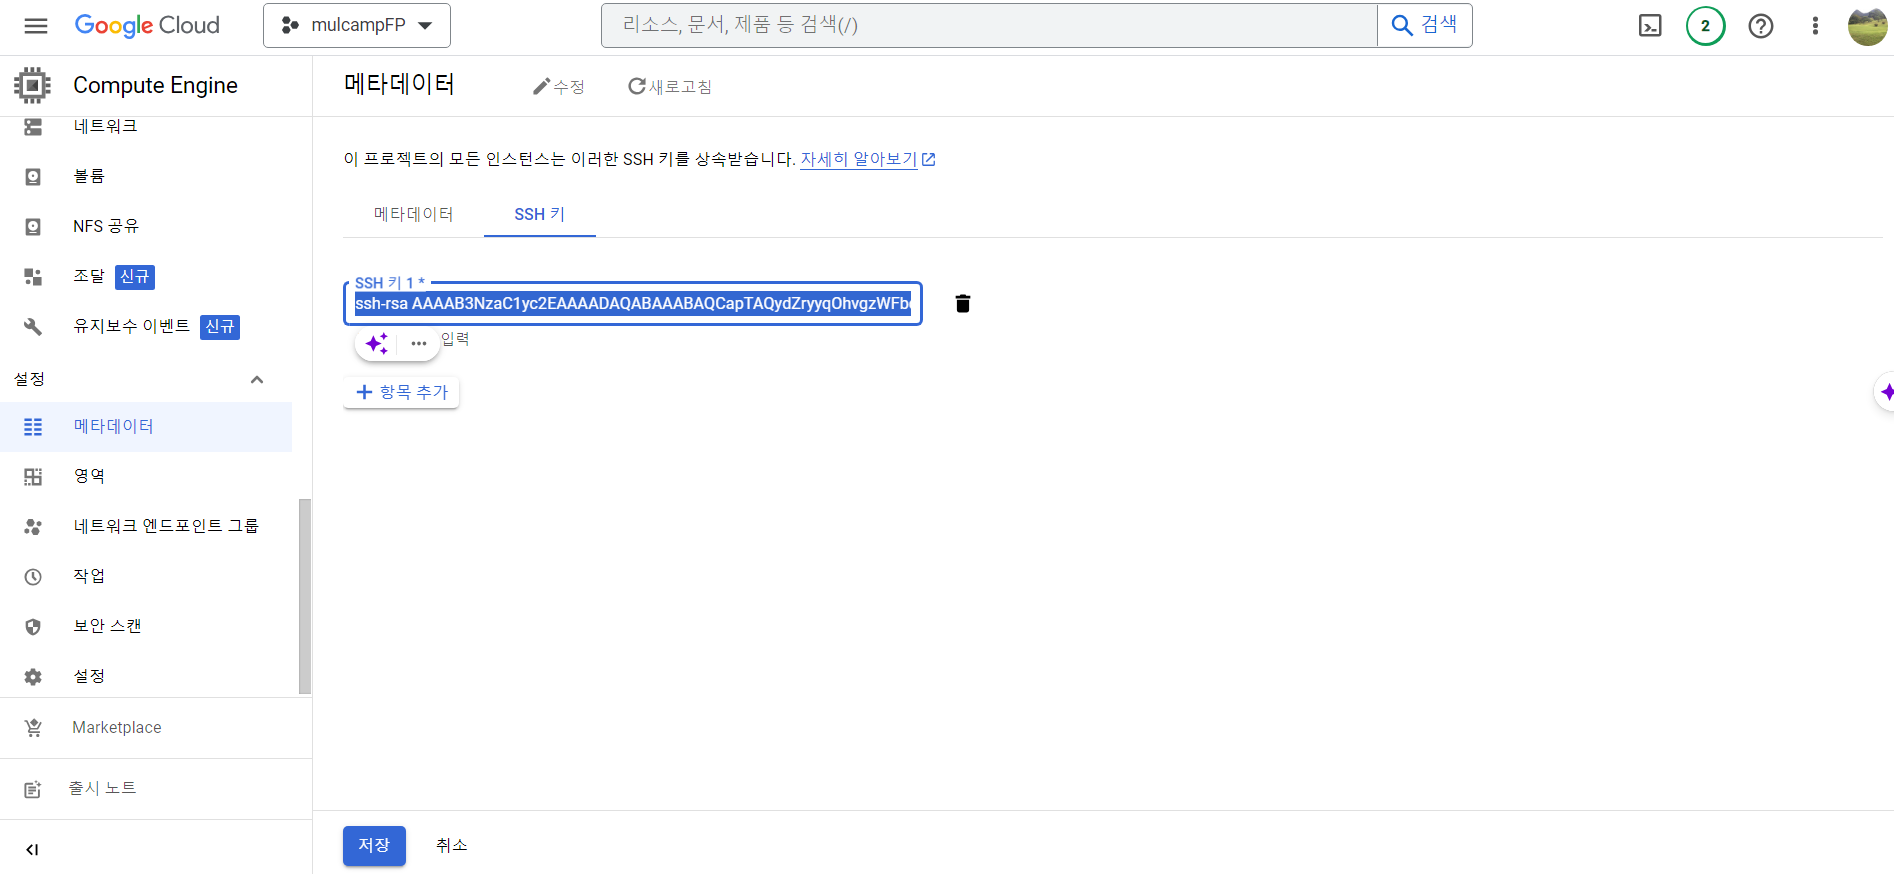 Google Cloud
mulcampFP
리소스, 문서, 제품 등 검색(/)
검색
2
Compute Engine
네트워크
볼륨
NFS 공유
조달 신규
유지보수 이벤트 신규
설정
메타데이터
영역
네트워크 엔드포인트 그룹
작업
보안 스캔
설정
Marketplace
출시 노트
메타데이터
수정
새로고침
이 프로젝트의 모든 인스턴스는 이러한 SSH 키를 상속받습니다. 자세히 알아보기
메타데이터
SSH 키
SSH 키 1 *
ssh-rsa AAAAB3NzaC1yc2EAAAADAQABAAABAQCapTAQydZryyqOhvgzWFb
입력
항목 추가
저장
취소